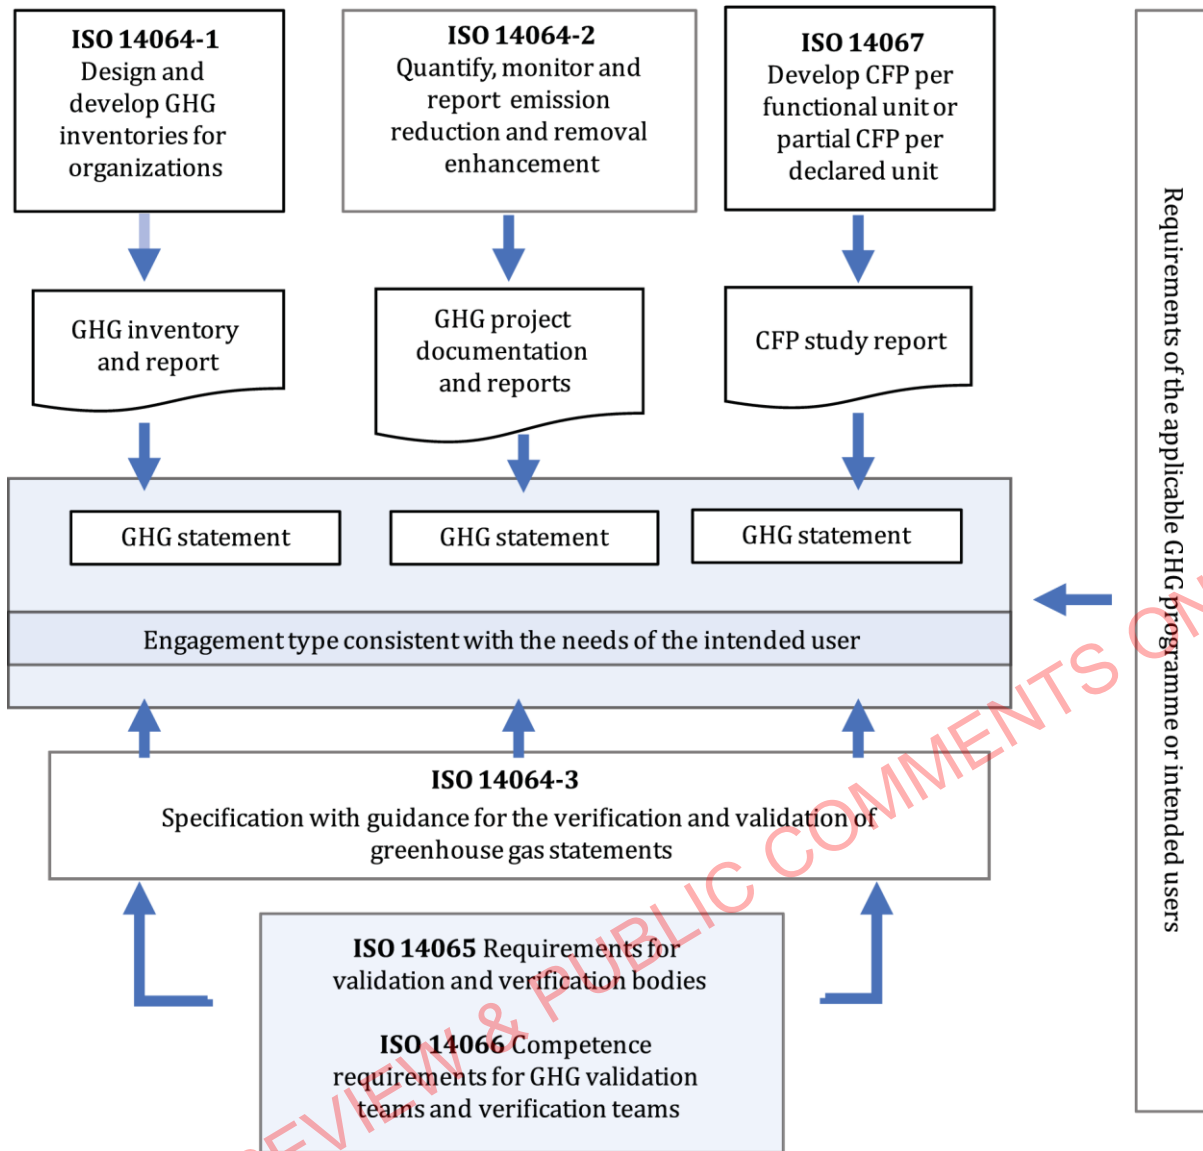 ISO 14064-1
Design and
develop GHG
inventories for
organizations
ISO 14064-2
Quantify, monitor and
report emission
reduction and removal
enhancement
ISO 14067
Develop CFP per
functional unit or
partial CFP per
declared unit
GHG inventory
and report
GHG project
documentation
and reports
CFP study report
GHG statement
GHG statement
GHG statement
Engagement type consistent with the needs of the intended user
ISO 14064-3
Specification with guidance for the verification and validation of
greenhouse gas statements
ISO 14065 Requirements for
validation and verification bodies
ISO 14066 Competence
requirements for GHG validation
teams and verification teams
Requirements of the applicable GHG programme or intended users
& PUBLIC COMMENTS